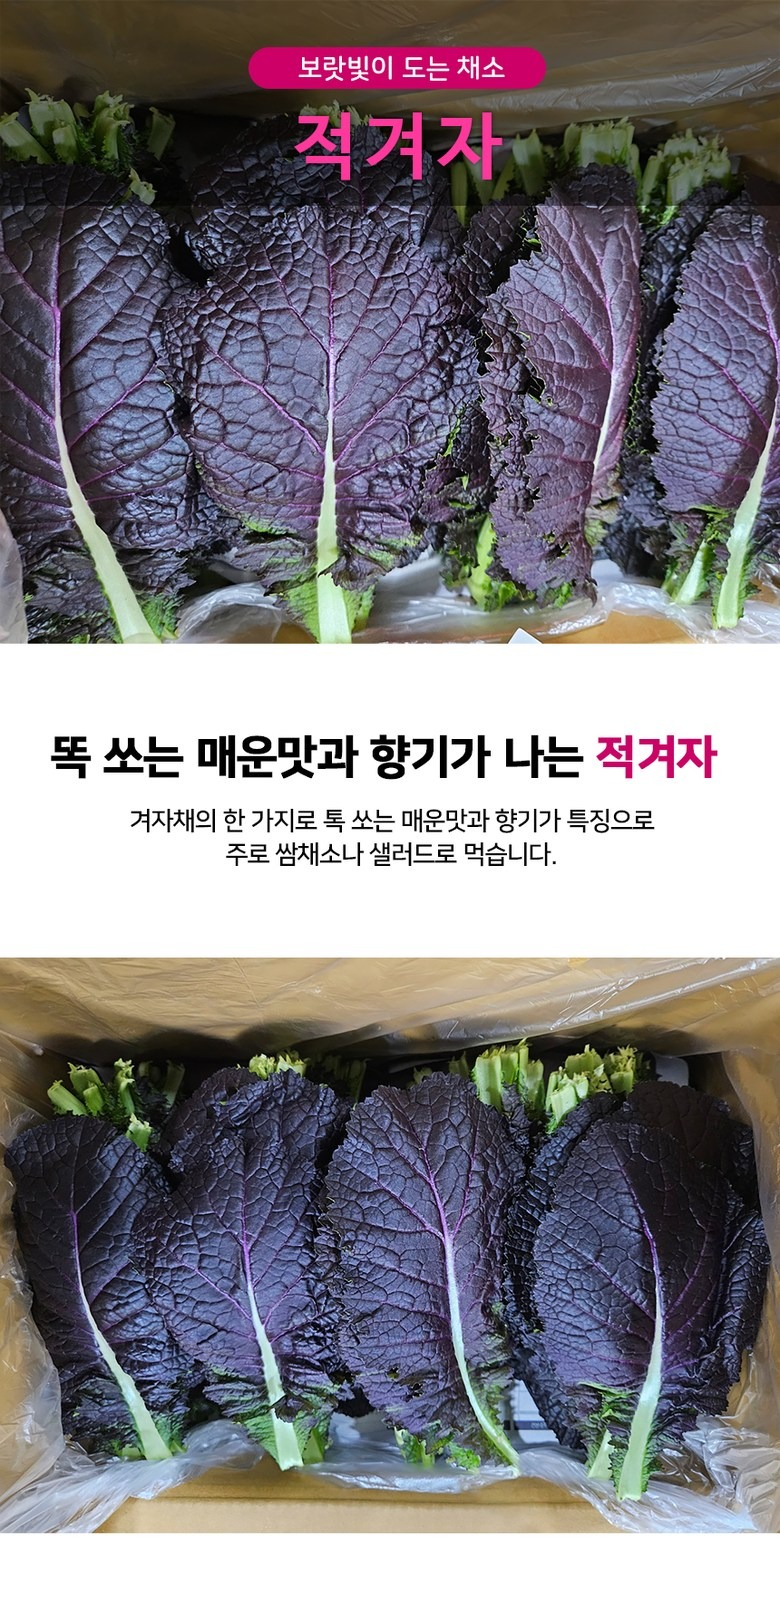 보랏빛이 도는 채소
적겨자
똑 쏘는 매운맛과 향기가 나는 적겨자
겨자채의 한 가지로 톡 쏘는 매운맛과 향기가 특징으로
주로 쌈채소나 샐러드로 먹습니다.